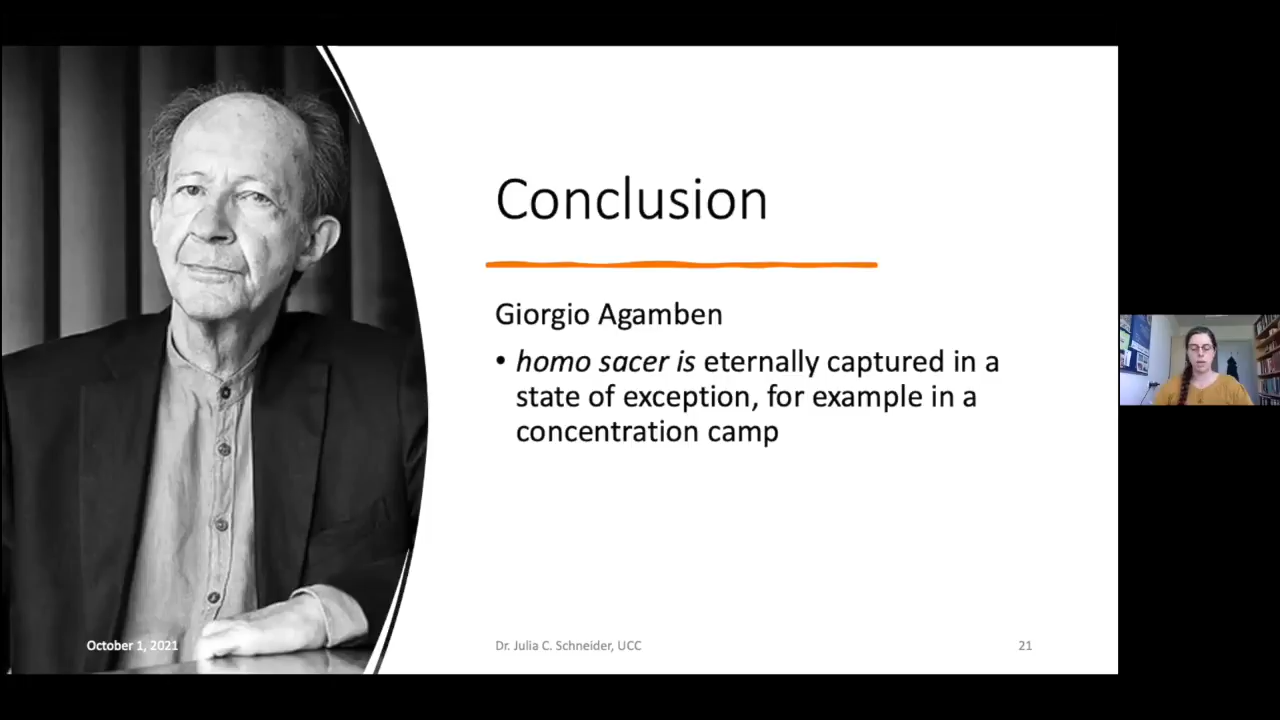 Conclusion
Giorgio Agamben
• homo sacer is eternally captured in a
state of exception, for example in a
concentration camp
October 1, 2021
Dr. Julia C. Schneider, UCC
21